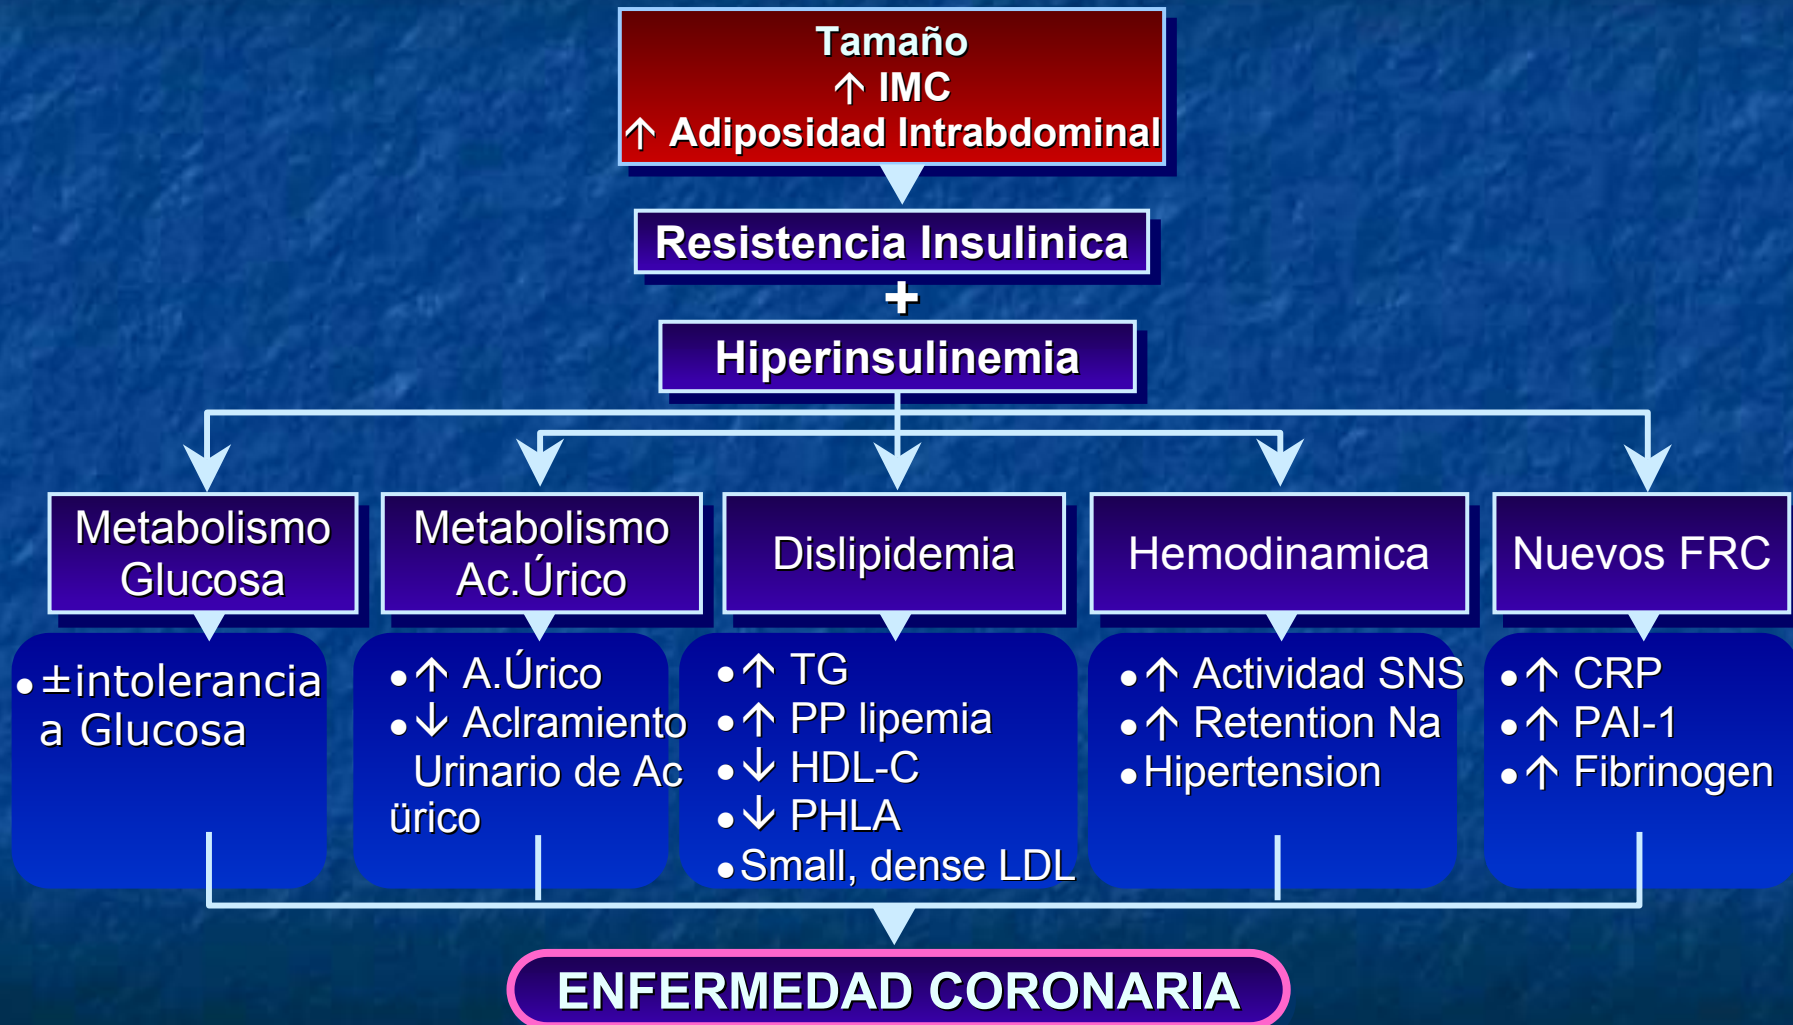 Tamaño
↑ IMC
↑ Adiposidad Intrabdominal
Resistencia Insulinica
+
Hiperinsulinemia
Metabolismo
Glucosa
•±intolerancia
a Glucosa
Metabolismo
Ac.Úrico
•↑ A.Úrico
•↓ Aclramiento
Urinario de Ac
ürico
Dislipidemia
•↑ TG
•↑ PP lipemia
•↓ HDL-C
•↓ PHLA
•Small, dense LDL
Hemodinamica
•↑ Actividad SNS
•↑ Retention Na
•Hipertension
Nuevos FRC
•↑ CRP
•↑ PAI-1
•↑ Fibrinogen
ENFERMEDAD CORONARIA